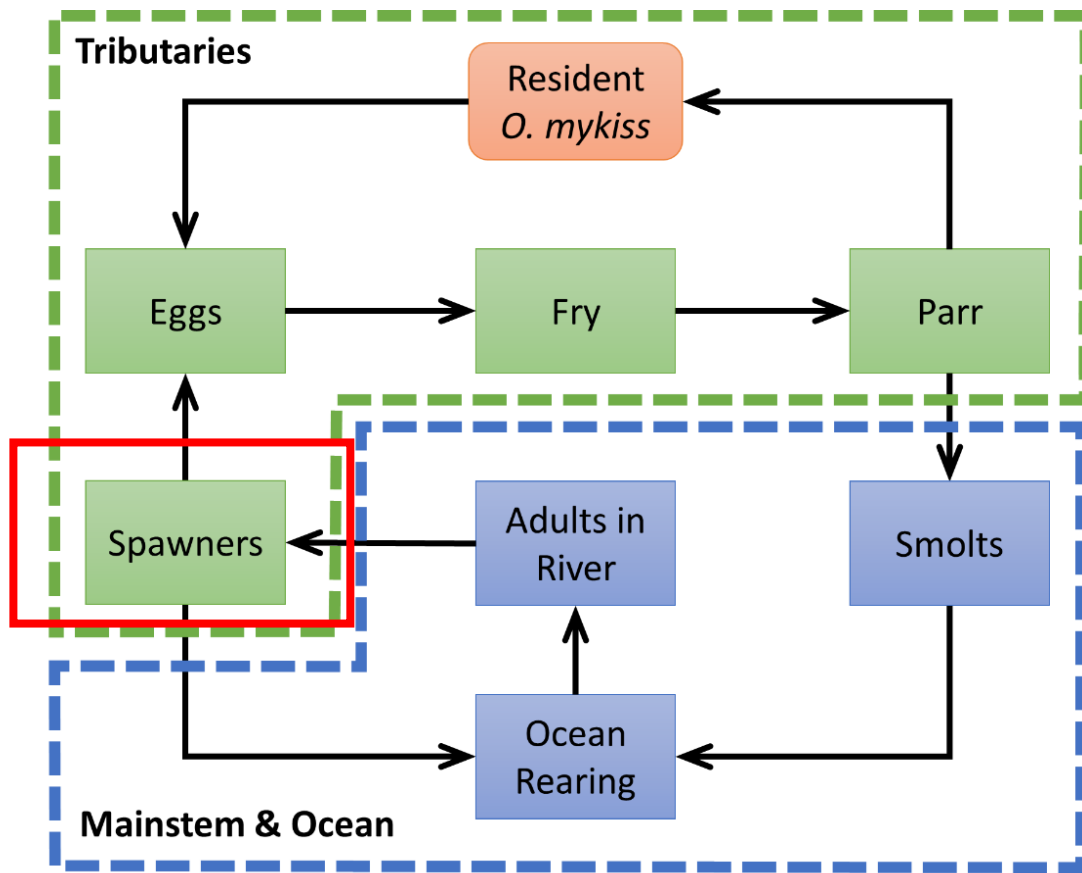 Tributaries
Resident
O. mykiss
Eggs
Fry
Parr
Spawners
Adults in
River
Smolts
Ocean
Rearing
Mainstem & Ocean